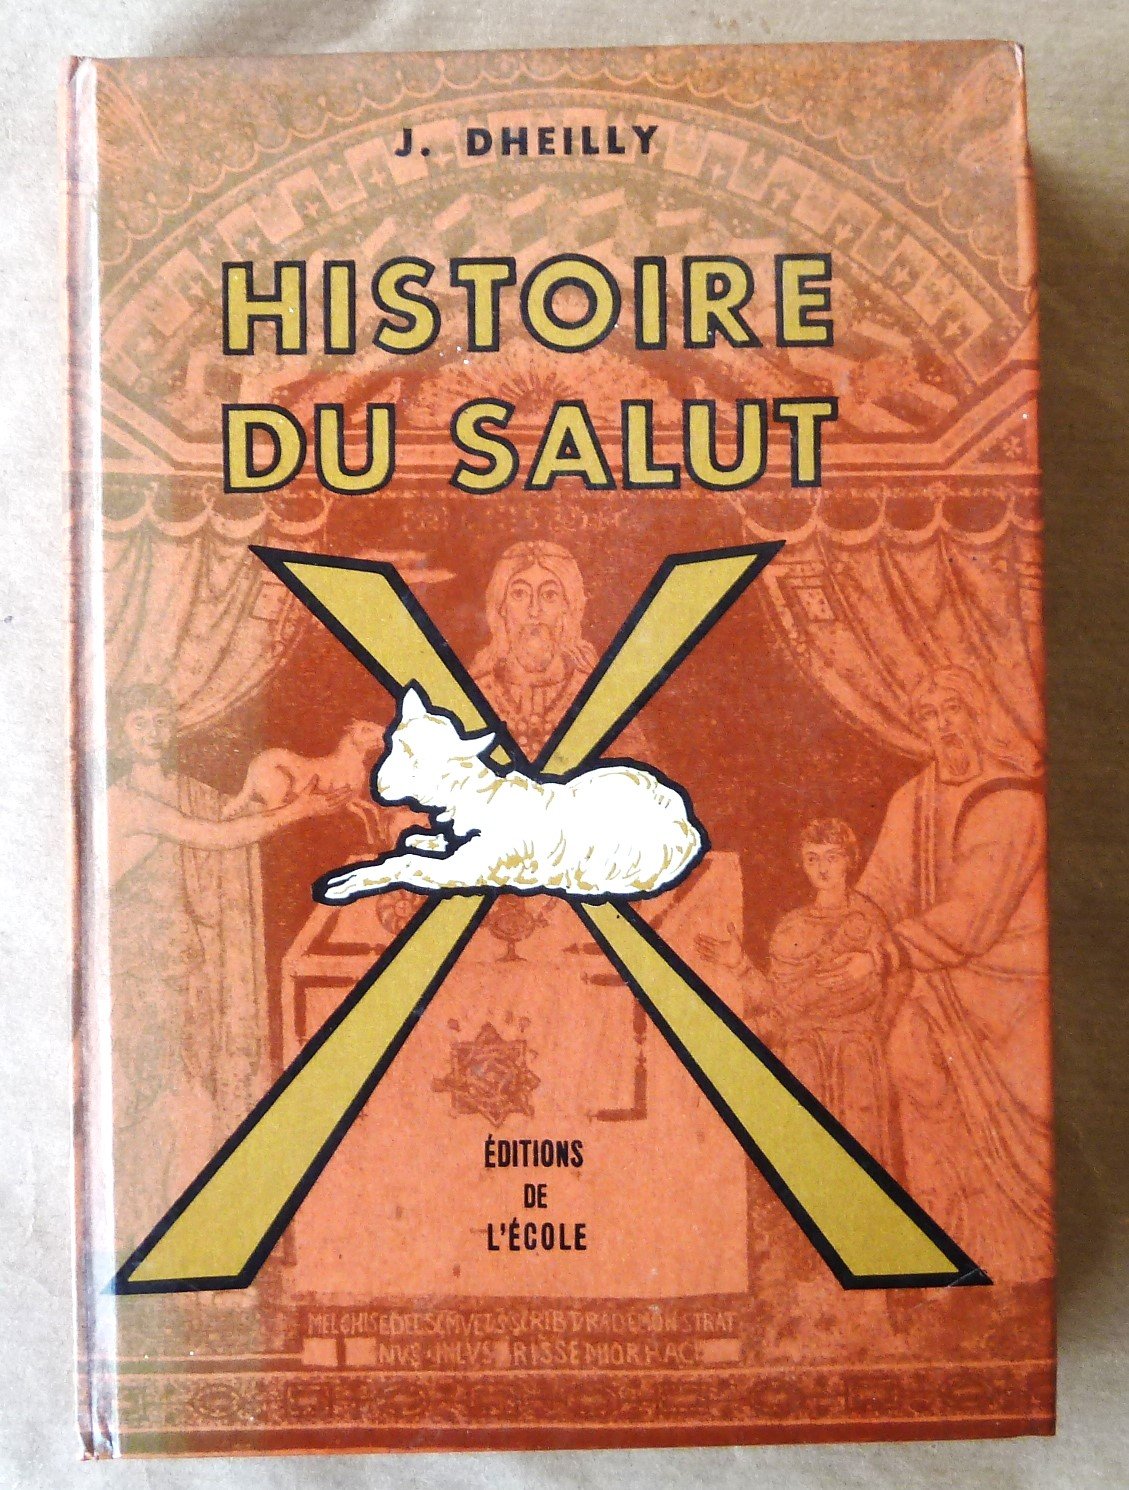 J. DHEILLY
HISTOIRE
DU SALUT
ÉDITIONS
DE
L'ÉCOLE